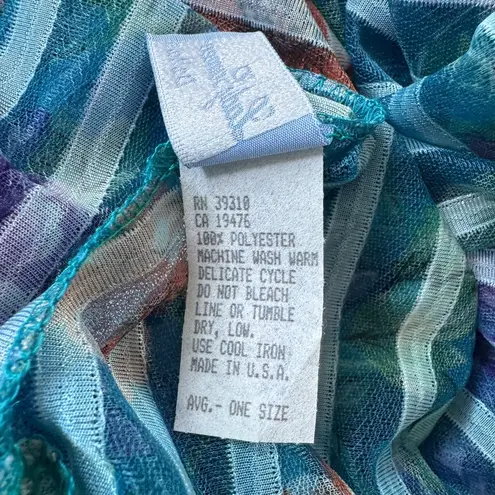 RN 39310
CA 19476
100% POLYESTER
MACHINE WASH WARM
DELICATE CYCLE
DO NOT BLEACH
LINE OR TUMBLE
DRY, LOW.
USE COOL IRON
MADE IN U.S.A.
AVG.- ONE SIZE